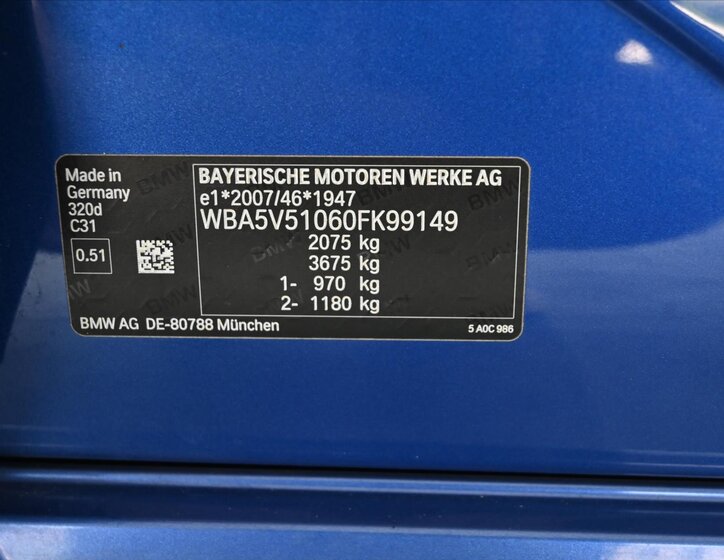 Made in
Germany
320d
C31
0.51
BAYERISCHE MOTOREN WERKE AG
e1*2007/46*1947
WBA5V51060FK99149
2075 kg
3675 kg
1- 970 kg
2- 1180 kg
BMW AG DE-80788 München
5 A0C 986